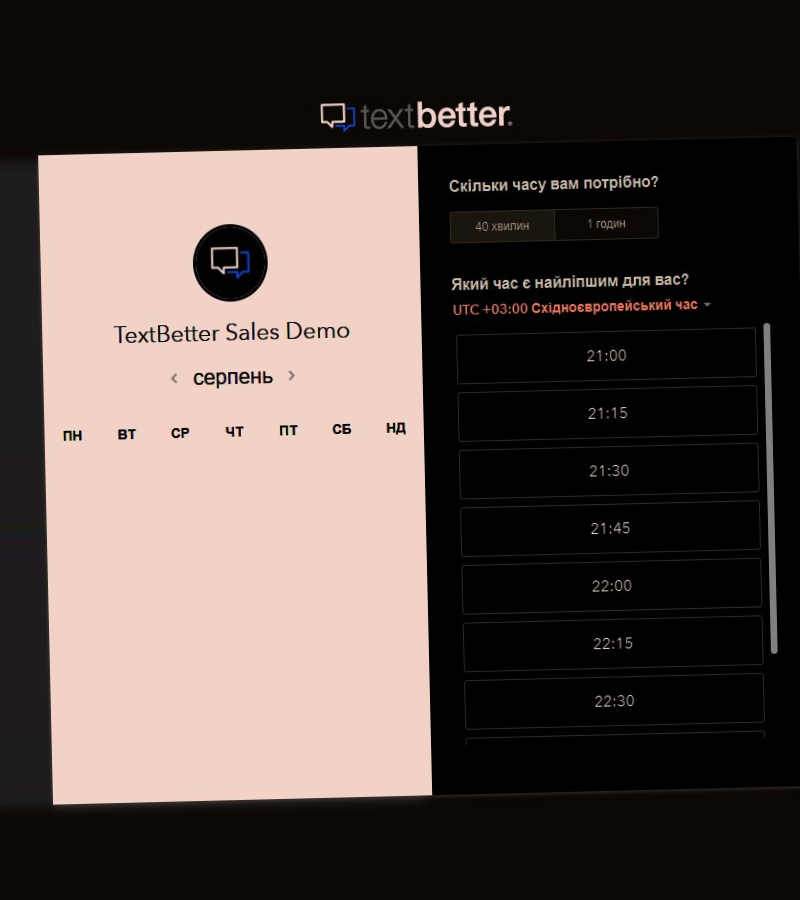 textbetter.
TextBetter Sales Demo
серпень
ПН ВТ СР ЧТ ПТ СБ НД
Скільки часу вам потрібно?
40 хвилин 1 годин
Який час є найліпшим для вас?
UTC +03:00 Східноєвропейський час
21:00
21:15
21:30
21:45
22:00
22:15
22:30